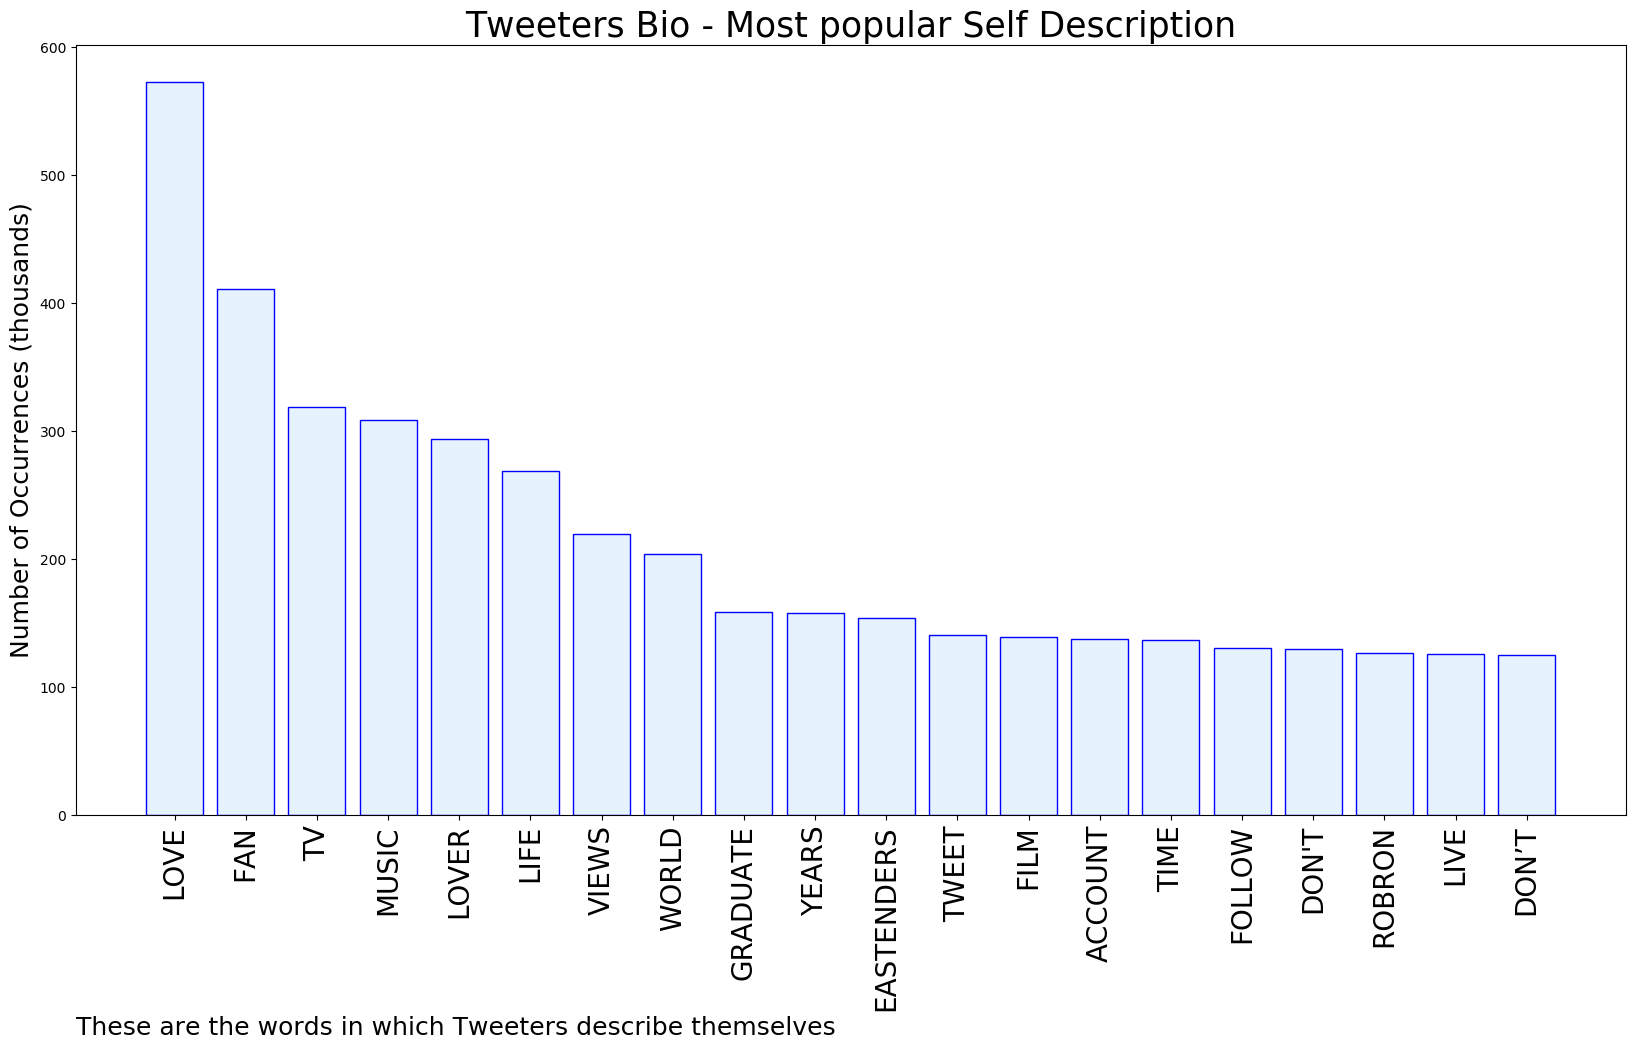 Tweeters Bio - Most popular Self Description
Number of Occurrences (thousands)
600
500
400
300
200
100
0
LOVE
FAN
TV
MUSIC
LOVER
LIFE
VIEWS
WORLD
GRADUATE
YEARS
EASTENDERS
TWEET
FILM
ACCOUNT
TIME
FOLLOW
DON'T
ROBRON
LIVE
DON’T
These are the words in which Tweeters describe themselves